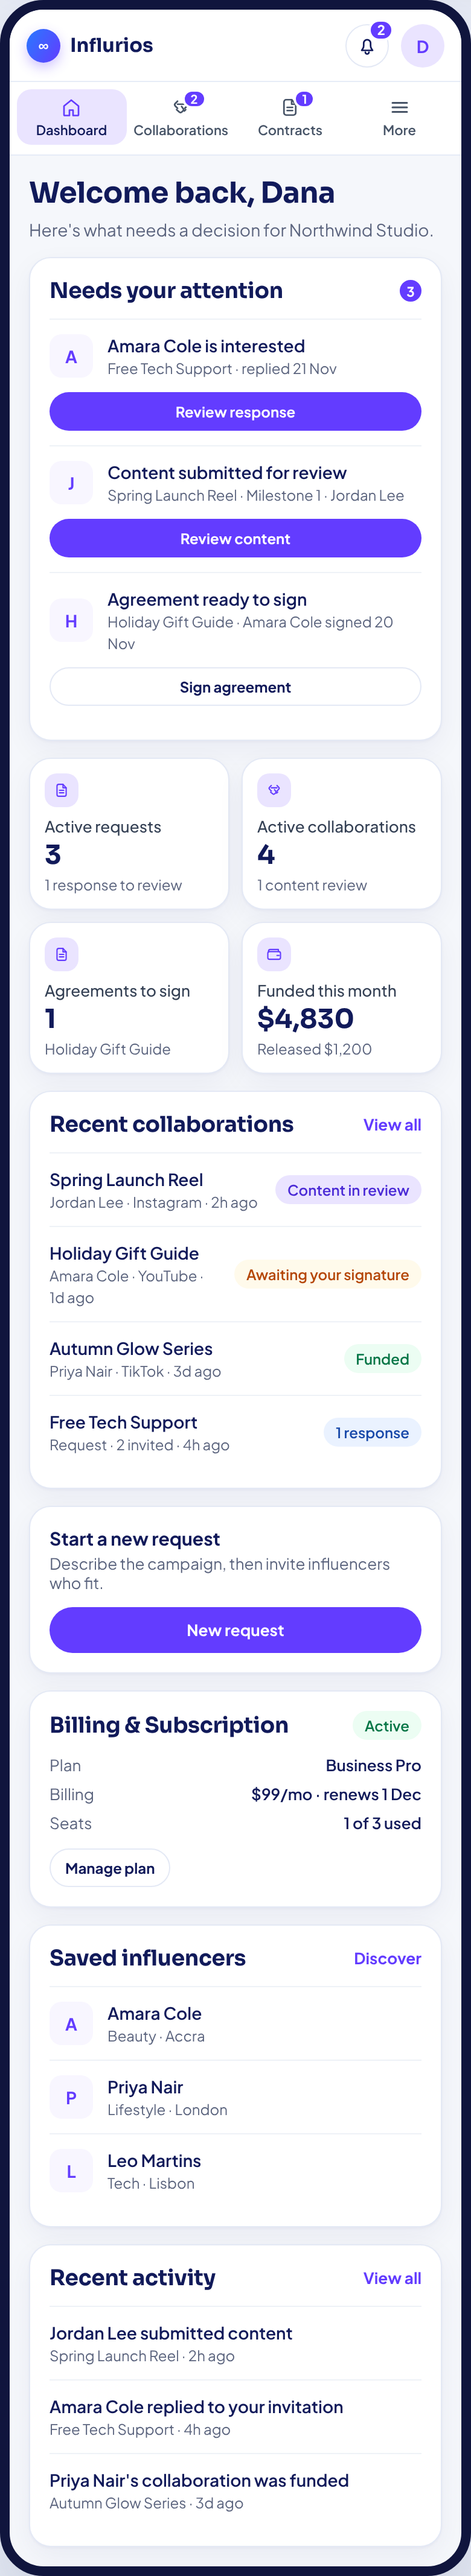 ∞ Influrios 2 D
Dashboard
2
Collaborations
1
Contracts
More
Welcome back, Dana
Here's what needs a decision for Northwind Studio.
Needs your attention 3
A
Amara Cole is interested
Free Tech Support · replied 21 Nov
Review response
J
Content submitted for review
Spring Launch Reel · Milestone 1 · Jordan Lee
Review content
H
Agreement ready to sign
Holiday Gift Guide · Amara Cole signed 20
Nov
Sign agreement
Active requests
3
1 response to review
Active collaborations
4
1 content review
Agreements to sign
1
Holiday Gift Guide
Funded this month
$4,830
Released $1,200
Recent collaborations View all
Spring Launch Reel
Jordan Lee · Instagram · 2h ago
Content in review
Holiday Gift Guide
Amara Cole · YouTube ·
1d ago
Awaiting your signature
Autumn Glow Series
Priya Nair · TikTok · 3d ago
Funded
Free Tech Support
Request · 2 invited · 4h ago
1 response
Start a new request
Describe the campaign, then invite influencers
who fit.
New request
Billing & Subscription Active
Plan Business Pro
Billing $99/mo · renews 1 Dec
Seats 1 of 3 used
Manage plan
Saved influencers Discover
A
Amara Cole
Beauty · Accra
P
Priya Nair
Lifestyle · London
L
Leo Martins
Tech · Lisbon
Recent activity View all
Jordan Lee submitted content
Spring Launch Reel · 2h ago
Amara Cole replied to your invitation
Free Tech Support · 4h ago
Priya Nair's collaboration was funded
Autumn Glow Series · 3d ago